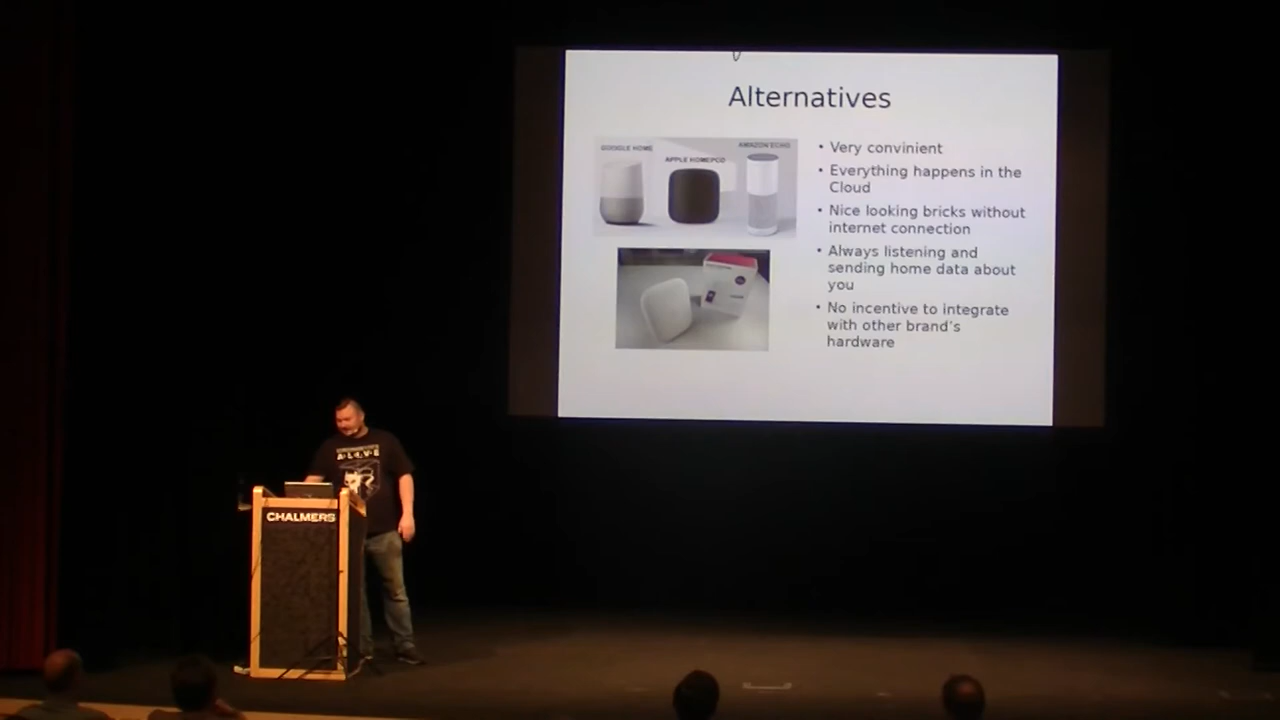 Alternatives
GOOGLE HOME
APPLE HOMEPOD
AMAZON ECHO
• Very convinient
• Everything happens in the
Cloud
• Nice looking bricks without
internet connection
• Always listening and
sending home data about
you
• No incentive to integrate
with other brand's
hardware
A·L·I·V·E
CHALMERS